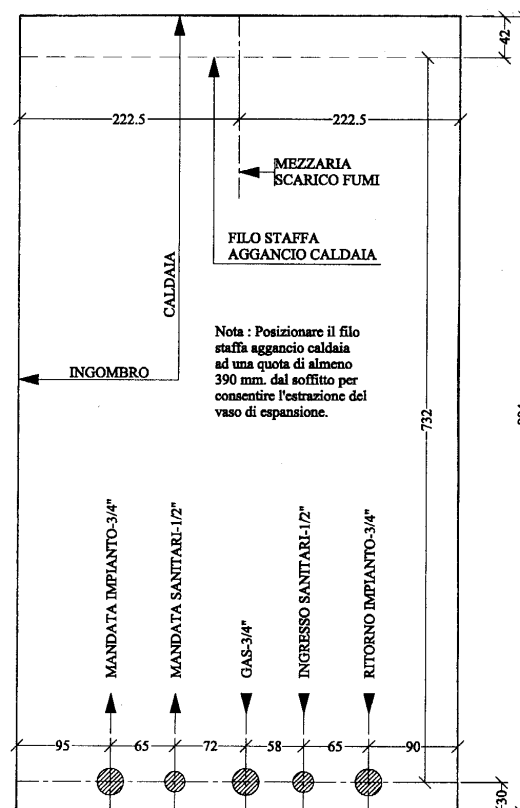 42
222.5
222.5
MEZZARIA
SCARICO FUMI
FILO STAFFA
AGGANCIO CALDAIA
CALDAIA
INGOMBRO
Nota : Posizionare il filo
staffa aggancio caldaia
ad una quota di almeno
390 mm. dal soffitto per
consentire l'estrazione del
vaso di espansione.
732
MANDATA IMPIANTO-3/4"
MANDATA SANITARI-1/2"
GAS-3/4"
INGRESSO SANITARI-1/2"
RITORNO IMPIANTO-3/4"
95
65
72
58
65
90
30